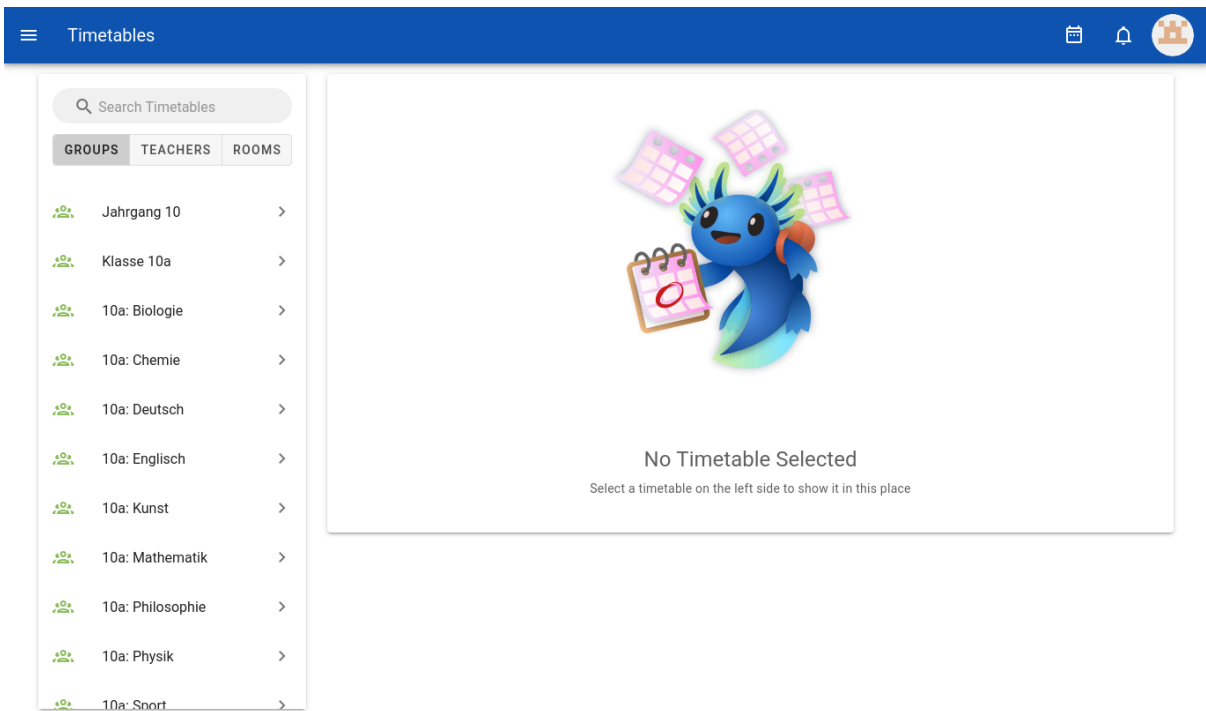 Timetables
Search Timetables
GROUPS TEACHERS ROOMS
Jahrgang 10
Klasse 10a
10a: Biologie
10a: Chemie
10a: Deutsch
10a: Englisch
10a: Kunst
10a: Mathematik
10a: Philosophie
10a: Physik
10a: Sport
No Timetable Selected
Select a timetable on the left side to show it in this place